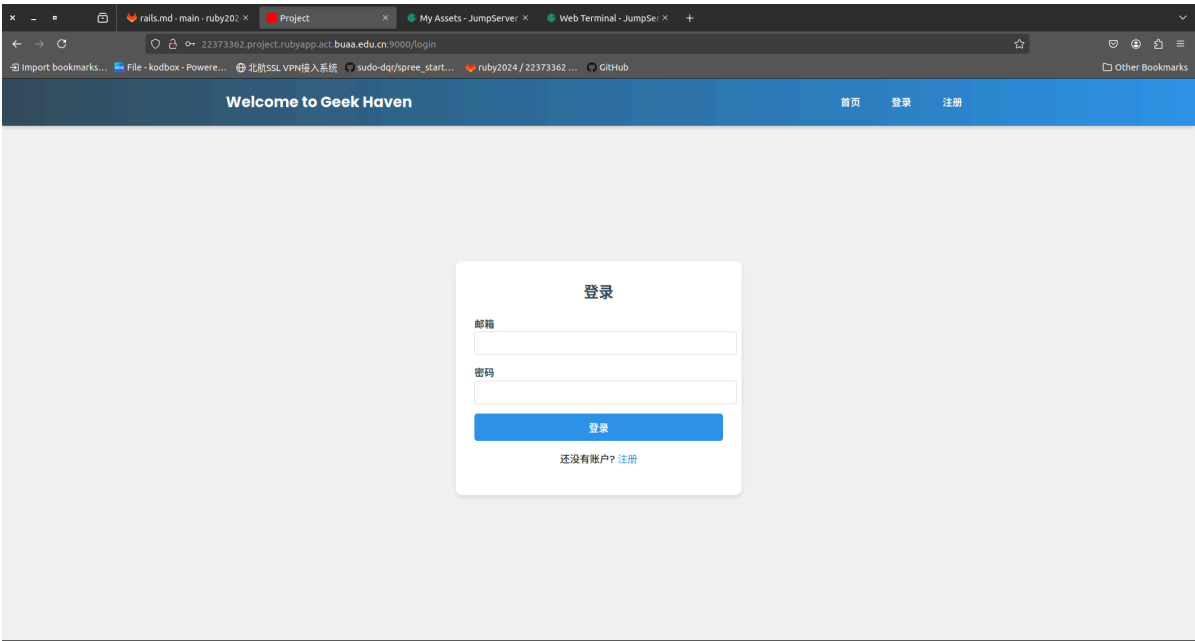 rails.md · main · ruby202
Project
My Assets - JumpServer
Web Terminal - JumpSer
22373362.project.rubyapp.act.buaa.edu.cn:9000/login
Import bookmarks...
File - kodbox - Powere...
北航SSL VPN接入系统
sudo-dqr/spree_start...
ruby2024 / 22373362 ...
GitHub
Other Bookmarks
Welcome to Geek Haven
首页
登录
注册
登录
邮箱
密码
登录
还没有账户? 注册